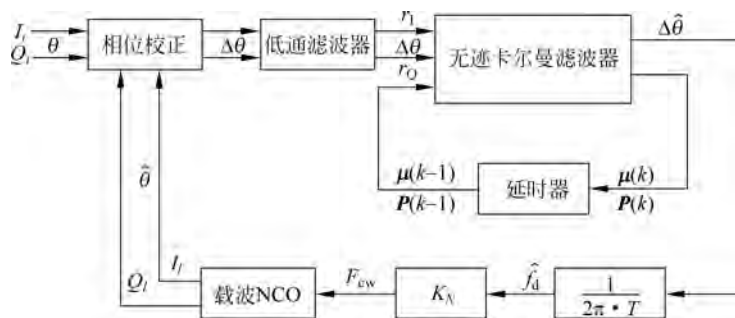 I_i
Q_i
θ
相位校正
Δθ
低通滤波器
r_I
Δθ
r_Q
无迹卡尔曼滤波器
Δθ̂
μ(k−1)
P(k−1)
延时器
μ(k)
P(k)
θ̂
I_l
Q_l
载波NCO
F_cw
K_N
f̂_d
1
2π • T